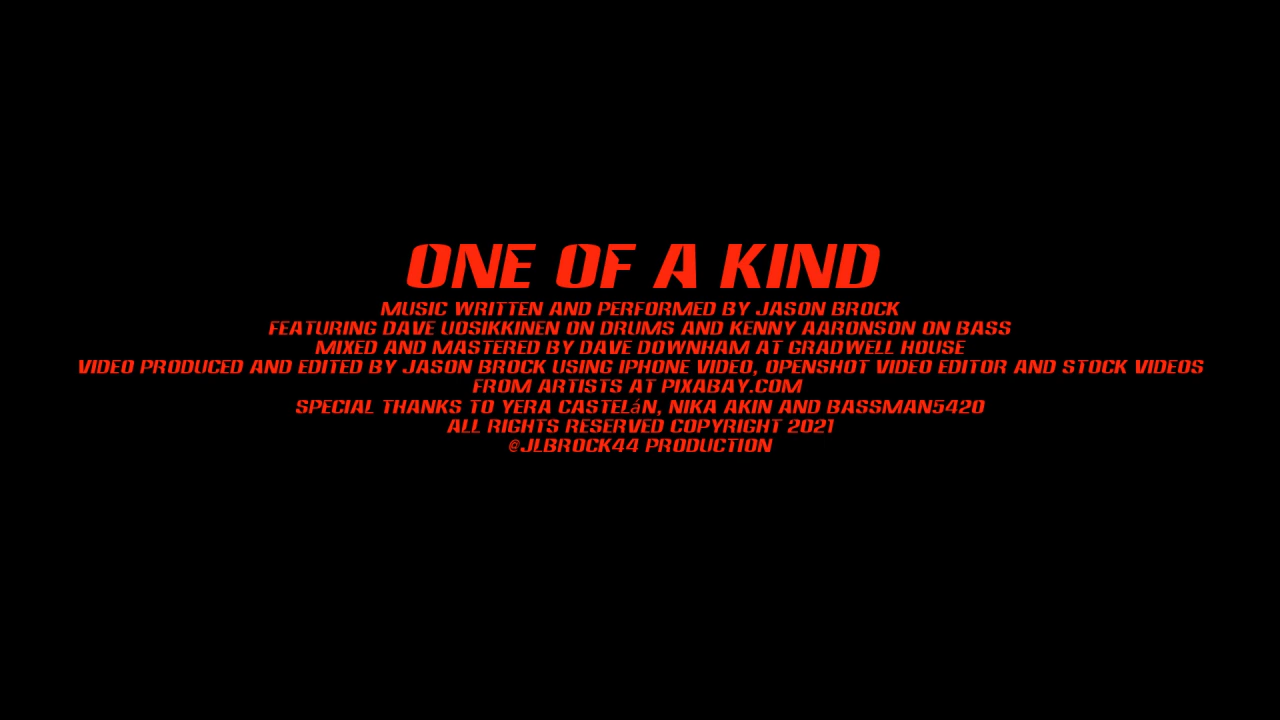 ONE OF A KIND
MUSIC WRITTEN AND PERFORMED BY JASON BROCK
FEATURING DAVE UOSIKKINEN ON DRUMS AND KENNY AARONSON ON BASS
MIXED AND MASTERED BY DAVE DOWNHAM AT GRADWELL HOUSE
VIDEO PRODUCED AND EDITED BY JASON BROCK USING IPHONE VIDEO, OPENSHOT VIDEO EDITOR AND STOCK VIDEOS
FROM ARTISTS AT PIXABAY.COM
SPECIAL THANKS TO YERA CASTELáN, NIKA AKIN AND BASSMAN5420
ALL RIGHTS RESERVED COPYRIGHT 2021
@JLBROCK44 PRODUCTION